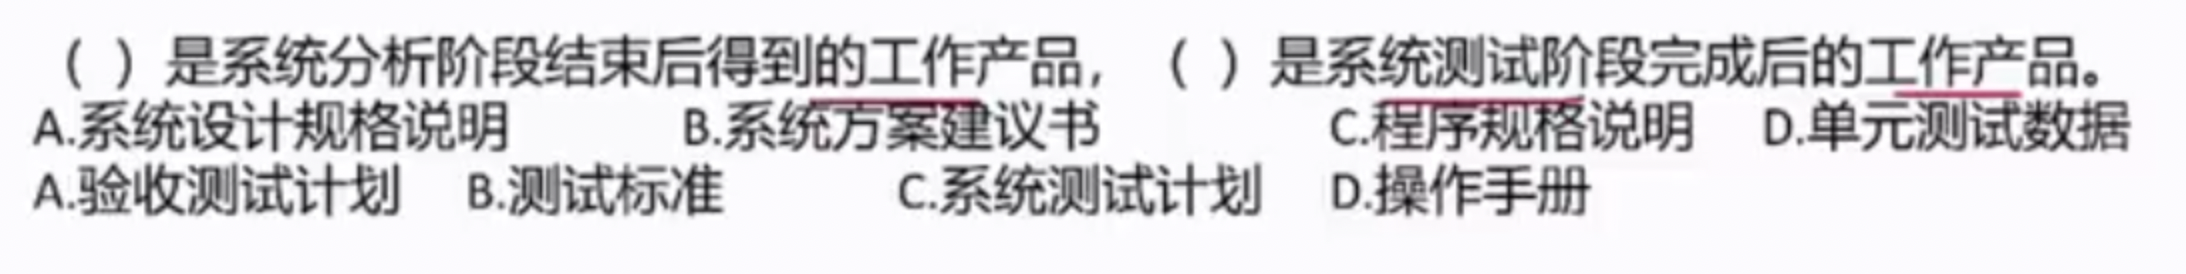 （ ）是系统分析阶段结束后得到的工作产品，（ ）是系统测试阶段完成后的工作产品。
A.系统设计规格说明 B.系统方案建议书 C.程序规格说明 D.单元测试数据
A.验收测试计划 B.测试标准 C.系统测试计划 D.操作手册